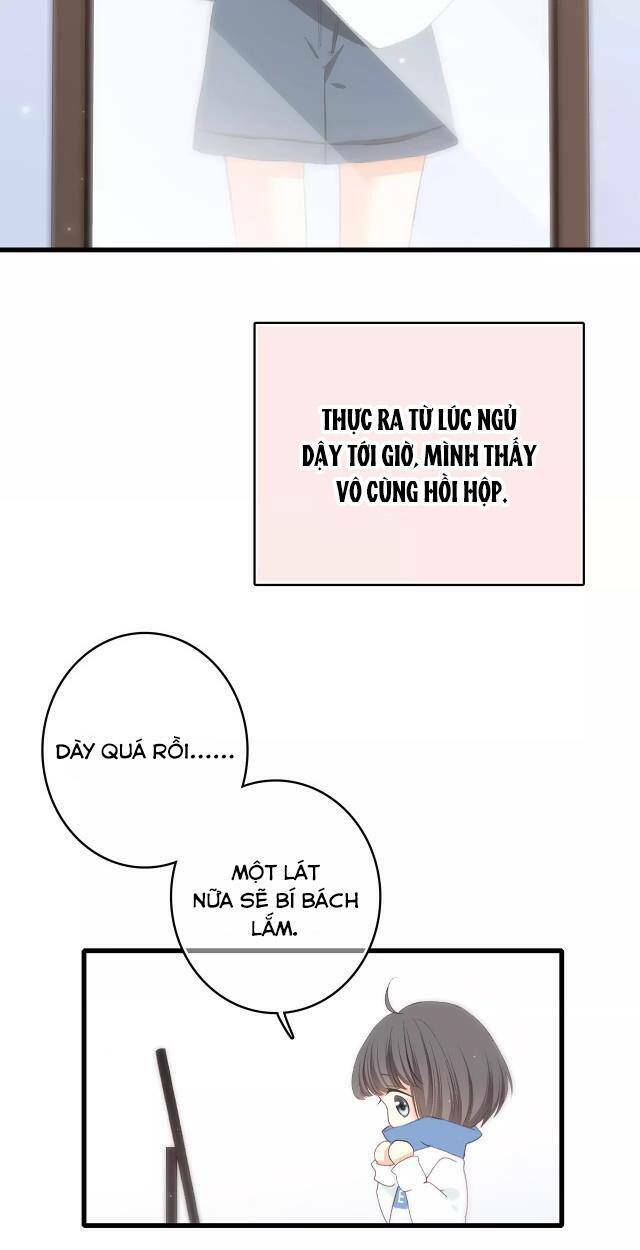 THỰC RA TỪ LÚC NGỦ
DẬY TỚI GIỜ, MÌNH THẤY
VÔ CÙNG HỒI HỘP.
DÀY QUÁ RỒI......
MỘT LÁT
NỮA SẼ BÍ BÁCH
LẮM.
E